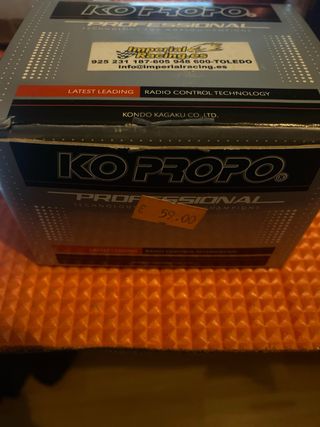 KO PROPO
PROFESSIONAL
Imperial
Racing.es
925 231 187-605 948 600-TOLEDO
info@imperialracing.es
LATEST LEADING RADIO CONTROL TECHNOLOGY
KONDO KAGAKU CO., LTD.
KO PROPO
PROFESSIONAL
€ 59.00